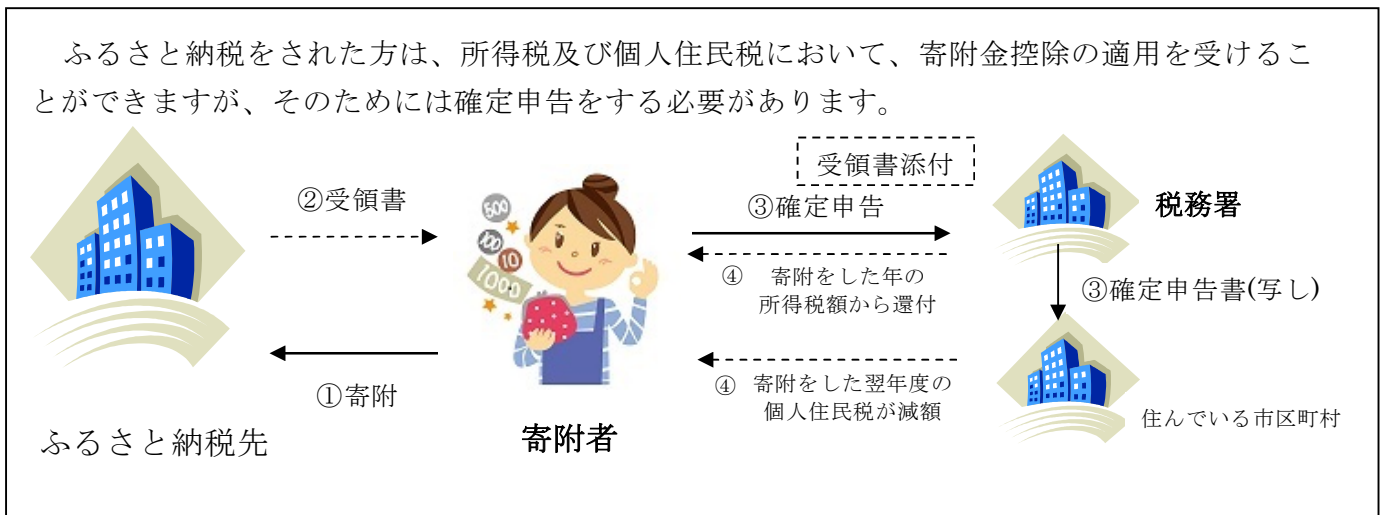 ふるさと納税をされた方は、所得税及び個人住民税において、寄附金控除の適用を受けるこ
とができますが、そのためには確定申告をする必要があります。
受領書添付
②受領書
③確定申告
税務署
500
100
10
1000
④ 寄附をした年の
所得税額から還付
③確定申告書(写し)
①寄附
④ 寄附をした翌年度の
個人住民税が減額
住んでいる市区町村
ふるさと納税先
寄附者